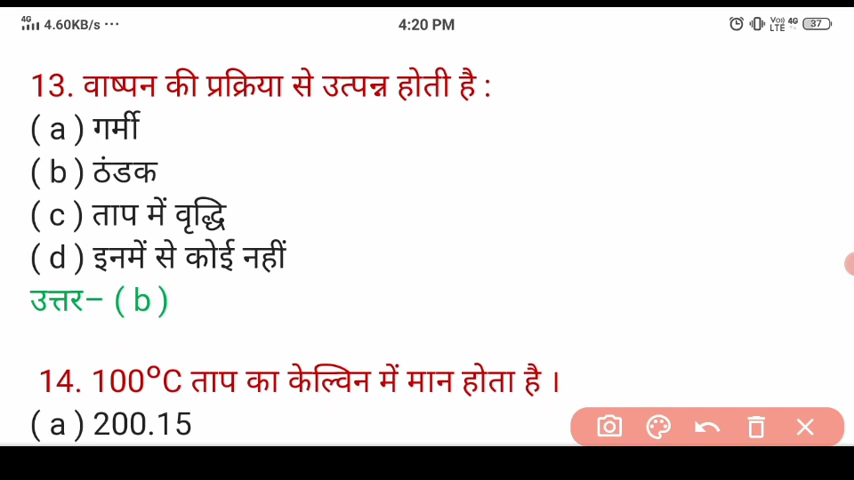 4G 4.60KB/s ··· 4:20 PM Vo)) LTE 4G 37
13. वाष्पन की प्रक्रिया से उत्पन्न होती है :
( a ) गर्मी
( b ) ठंडक
( c ) ताप में वृद्धि
( d ) इनमें से कोई नहीं
उत्तर– ( b )
14. 100°C ताप का केल्विन में मान होता है ।
( a ) 200.15